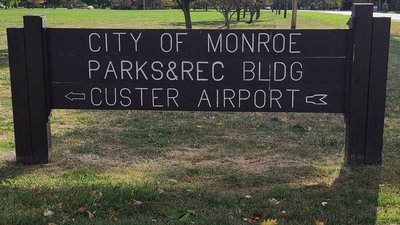 CITY OF MONROE
PARKS&REC BLDG
CUSTER AIRPORT